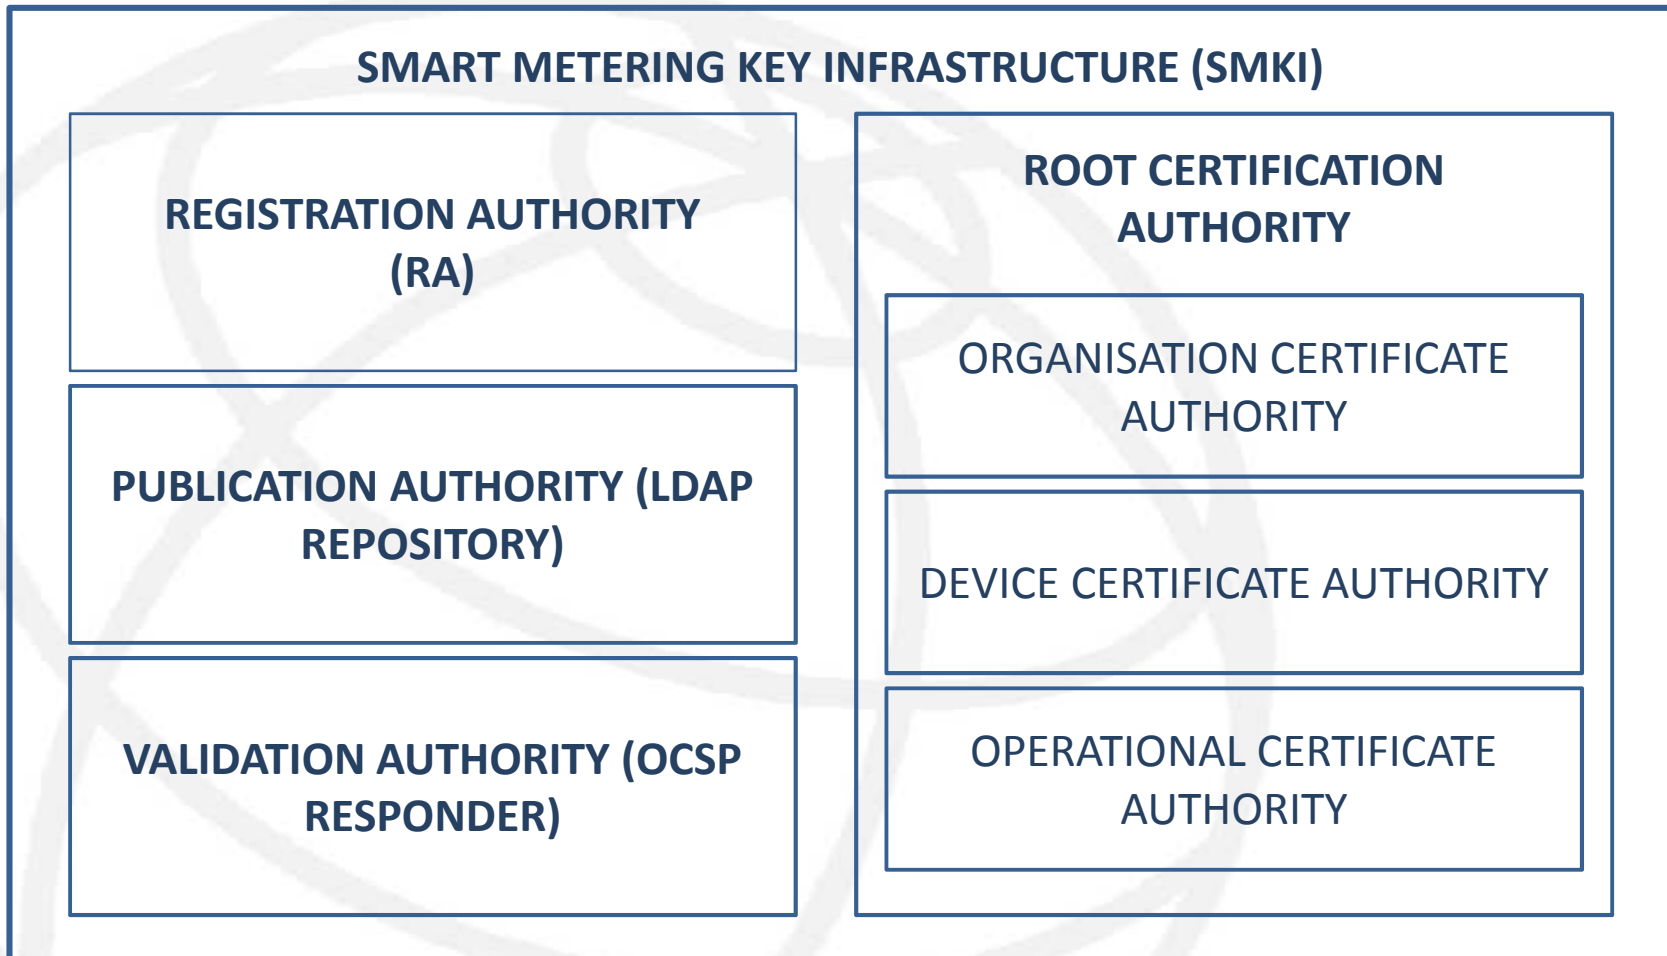 SMART METERING KEY INFRASTRUCTURE (SMKI)
REGISTRATION AUTHORITY
(RA)
PUBLICATION AUTHORITY (LDAP
REPOSITORY)
VALIDATION AUTHORITY (OCSP
RESPONDER)
ROOT CERTIFICATION
AUTHORITY
ORGANISATION CERTIFICATE
AUTHORITY
DEVICE CERTIFICATE AUTHORITY
OPERATIONAL CERTIFICATE
AUTHORITY